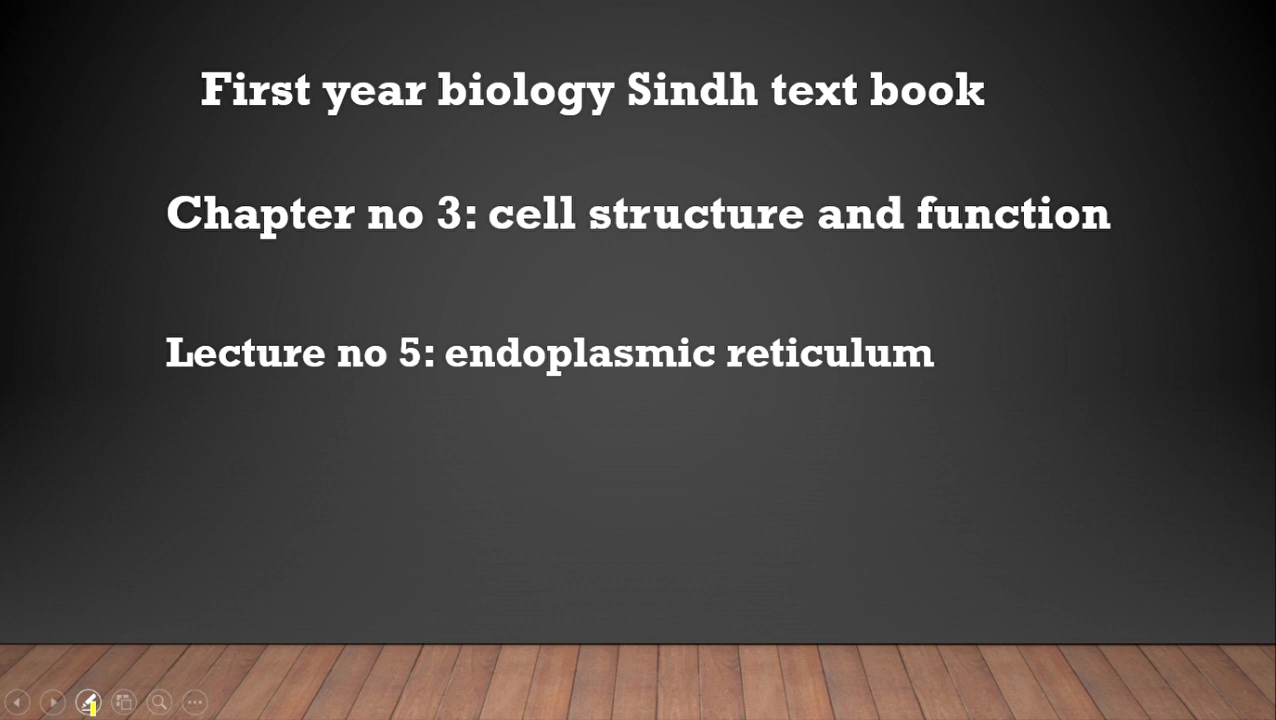 First year biology Sindh text book
Chapter no 3: cell structure and function
Lecture no 5: endoplasmic reticulum